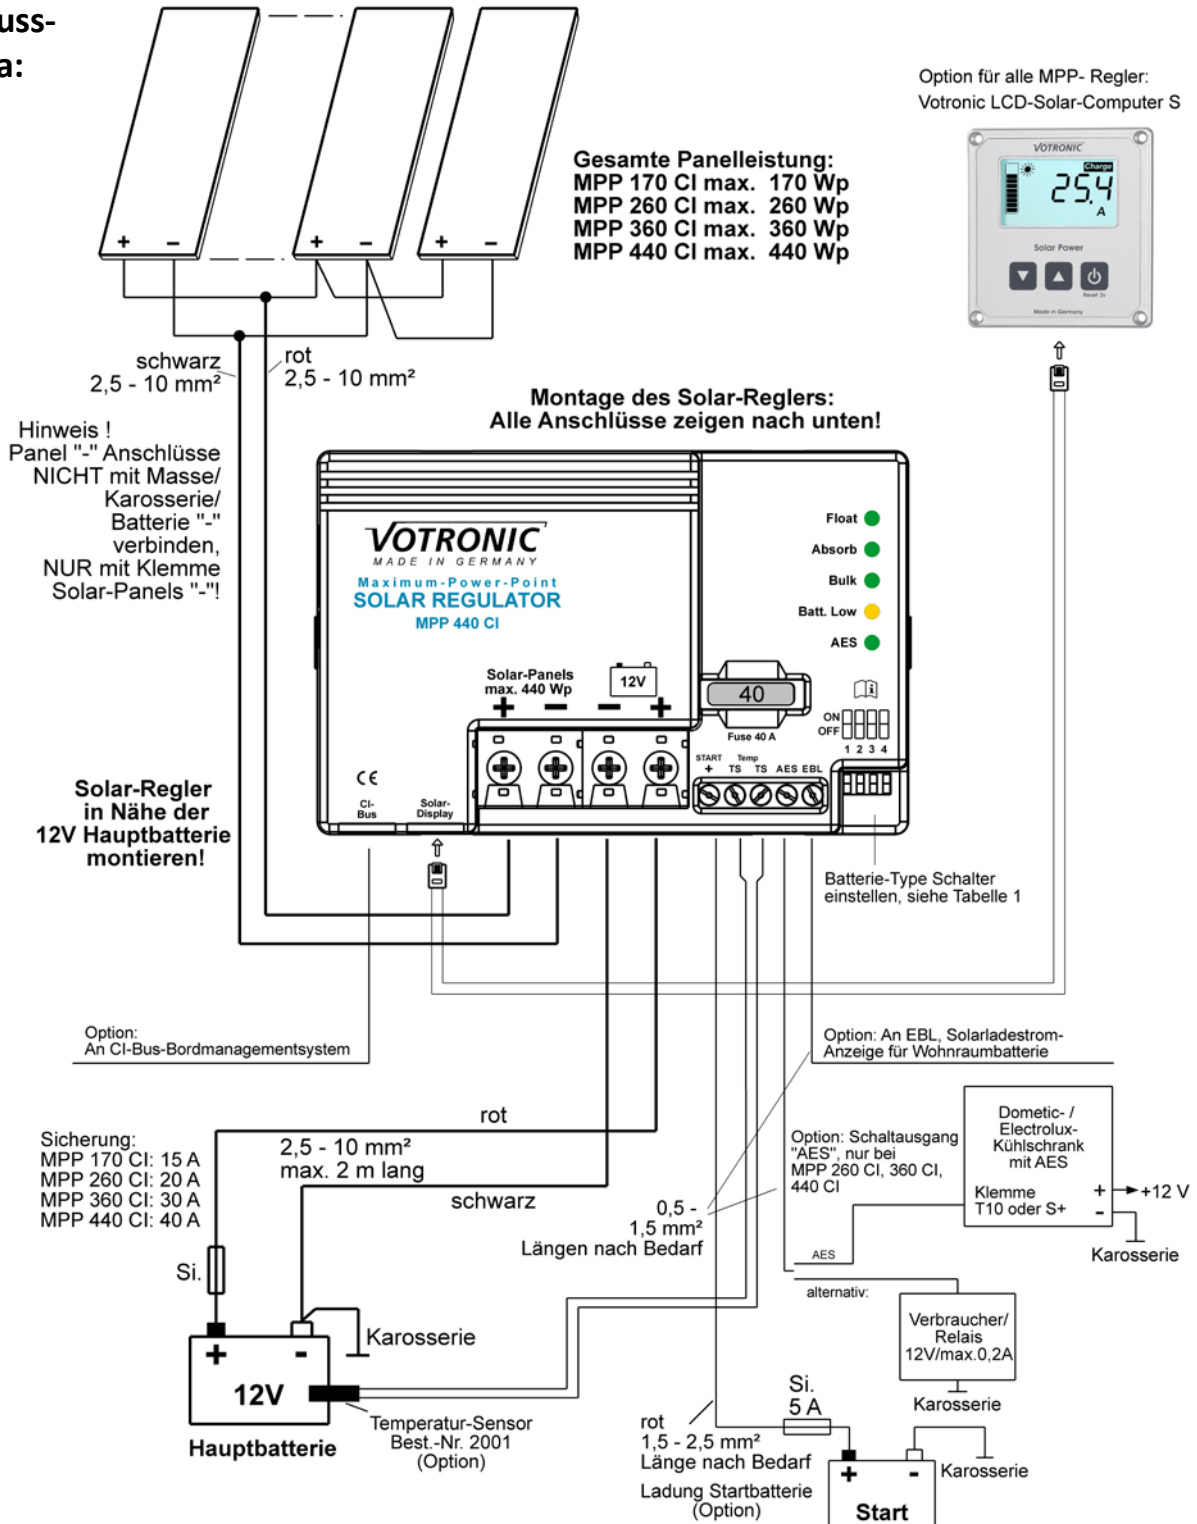 uss-
a:
Option für alle MPP- Regler:
Votronic LCD-Solar-Computer S
VOTRONIC
Charge
25.4
A
Solar Power
Reset 3s
Made in Germany
Gesamte Panelleistung:
MPP 170 CI max. 170 Wp
MPP 260 CI max. 260 Wp
MPP 360 CI max. 360 Wp
MPP 440 CI max. 440 Wp
+ − + − + −
schwarz
2,5 - 10 mm²
rot
2,5 - 10 mm²
Montage des Solar-Reglers:
Alle Anschlüsse zeigen nach unten!
Hinweis !
Panel "-" Anschlüsse
NICHT mit Masse/
Karosserie/
Batterie "-"
verbinden,
NUR mit Klemme
Solar-Panels "-"!
VOTRONIC
MADE IN GERMANY
Maximum-Power-Point
SOLAR REGULATOR
MPP 440 CI
Float
Absorb
Bulk
Batt. Low
AES
Solar-Panels
max. 440 Wp
12V
+ − − +
40
Fuse 40 A
ON
OFF
1 2 3 4
START
+
Temp
TS TS AES EBL
CE
CI-
Bus
Solar-
Display
Solar-Regler
in Nähe der
12V Hauptbatterie
montieren!
Batterie-Type Schalter
einstellen, siehe Tabelle 1
Option:
An CI-Bus-Bordmanagementsystem
Option: An EBL, Solarladestrom-
Anzeige für Wohnraumbatterie
rot
2,5 - 10 mm²
max. 2 m lang
schwarz
Sicherung:
MPP 170 CI: 15 A
MPP 260 CI: 20 A
MPP 360 CI: 30 A
MPP 440 CI: 40 A
Si.
Option: Schaltausgang
"AES", nur bei
MPP 260 CI, 360 CI,
440 CI
0,5 -
1,5 mm²
Längen nach Bedarf
Dometic- /
Electrolux-
Kühlschrank
mit AES
Klemme
T10 oder S+
+
-
+12 V
Karosserie
AES
alternativ:
Verbraucher/
Relais
12V/max.0,2A
Karosserie
Karosserie
+ -
12V
Hauptbatterie
Temperatur-Sensor
Best.-Nr. 2001
(Option)
rot
1,5 - 2,5 mm²
Länge nach Bedarf
Ladung Startbatterie
(Option)
Si.
5 A
+ -
Start
Karosserie